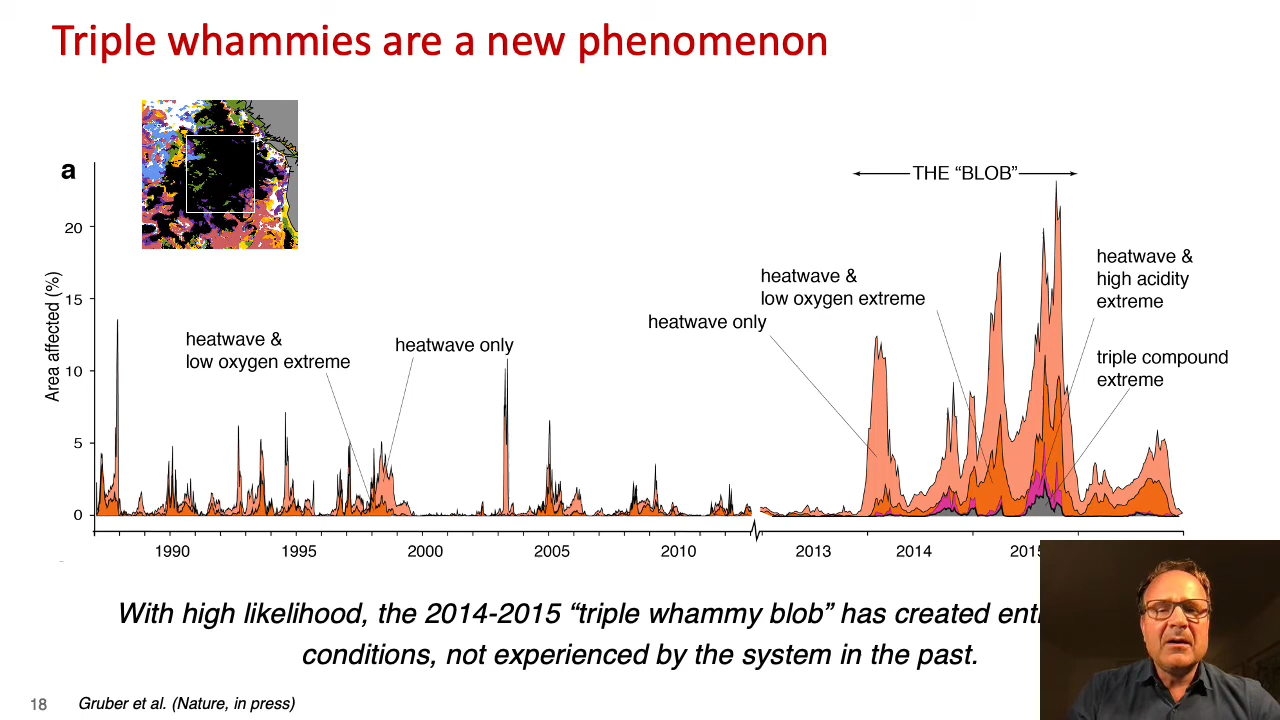 Triple whammies are a new phenomenon
a
THE “BLOB”
20
15
10
5
0
Area affected (%)
heatwave &
low oxygen extreme
heatwave only
heatwave only
heatwave &
low oxygen extreme
heatwave &
high acidity
extreme
triple compound
extreme
1990
1995
2000
2005
2010
2013
2014
With high likelihood, the 2014-2015 “triple whammy blob” has created
conditions, not experienced by the system in the past.
18
Gruber et al. (Nature, in press)